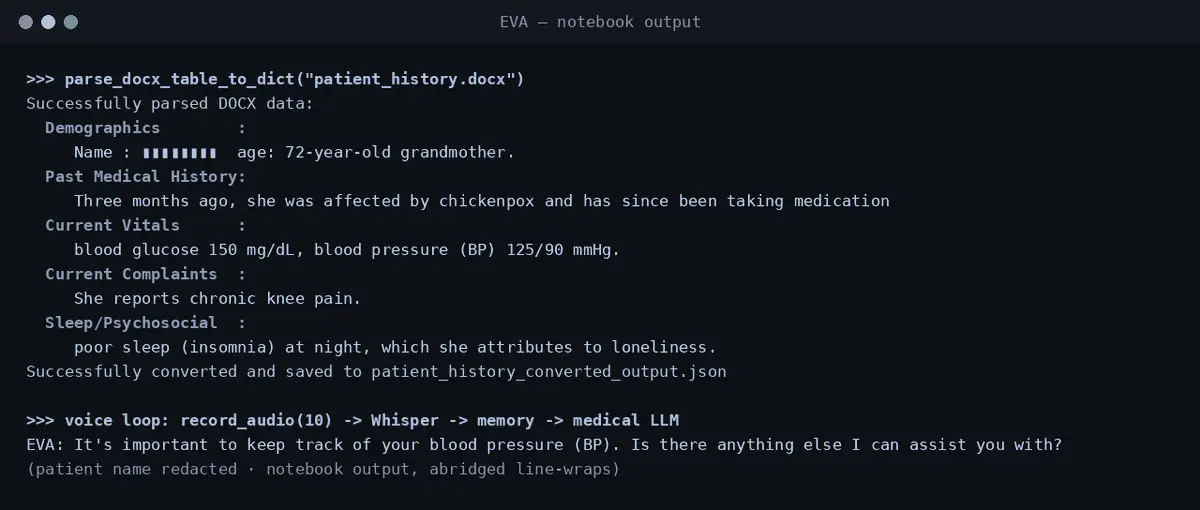 EVA — notebook output
>>> parse_docx_table_to_dict("patient_history.docx")
Successfully parsed DOCX data:
Demographics :
Name : ▮▮▮▮▮▮▮▮ age: 72-year-old grandmother.
Past Medical History:
Three months ago, she was affected by chickenpox and has since been taking medication
Current Vitals :
blood glucose 150 mg/dL, blood pressure (BP) 125/90 mmHg.
Current Complaints :
She reports chronic knee pain.
Sleep/Psychosocial :
poor sleep (insomnia) at night, which she attributes to loneliness.
Successfully converted and saved to patient_history_converted_output.json
>>> voice loop: record_audio(10) -> Whisper -> memory -> medical LLM
EVA: It's important to keep track of your blood pressure (BP). Is there anything else I can assist you with?
(patient name redacted · notebook output, abridged line-wraps)